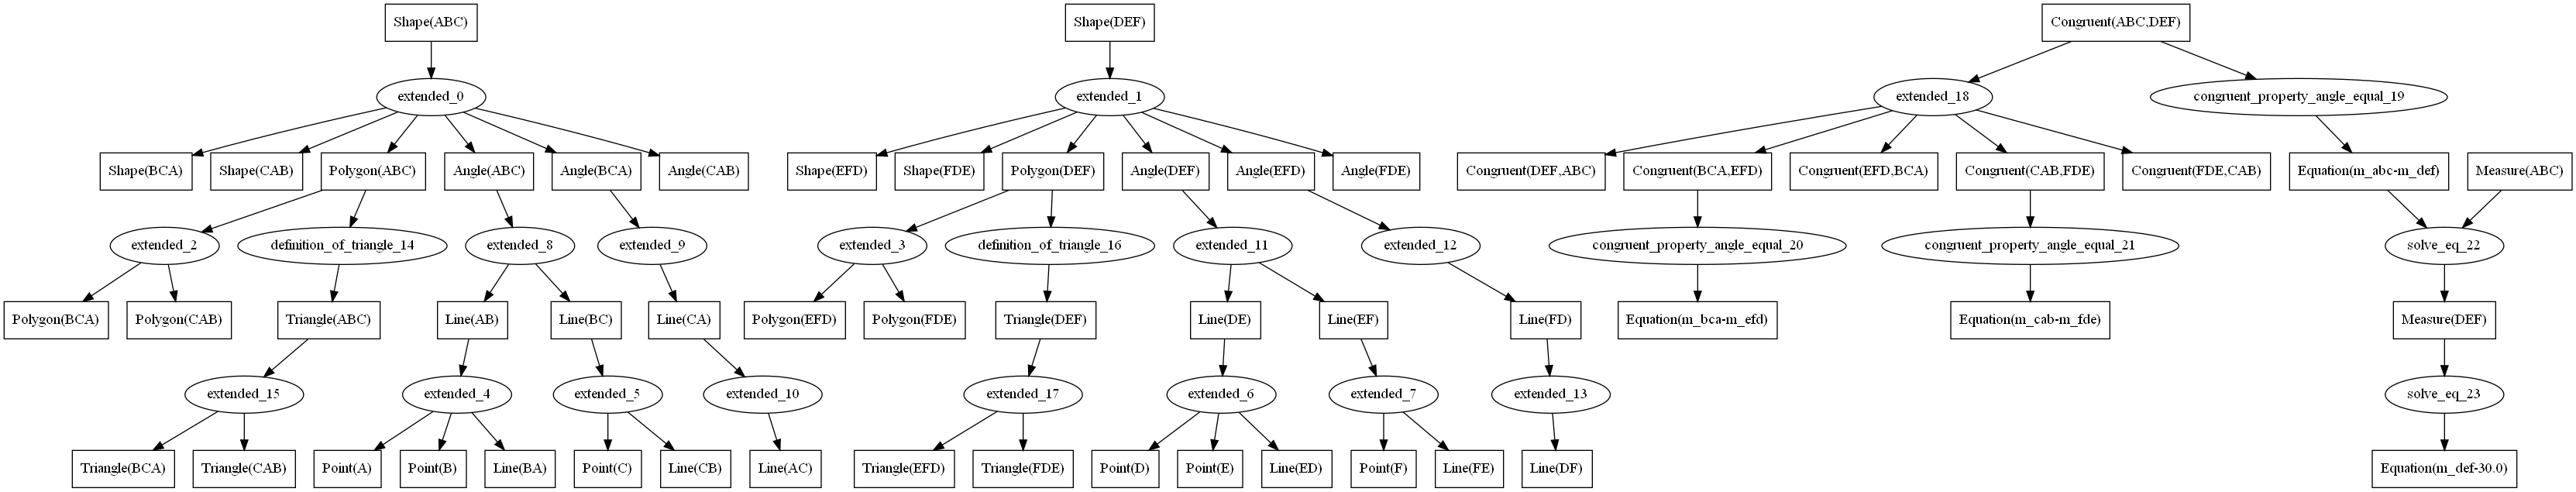 Shape(ABC)
Shape(DEF)
Congruent(ABC,DEF)
extended_0
extended_1
extended_18
congruent_property_angle_equal_19
Shape(BCA)
Shape(CAB)
Polygon(ABC)
Angle(ABC)
Angle(BCA)
Angle(CAB)
Shape(EFD)
Shape(FDE)
Polygon(DEF)
Angle(DEF)
Angle(EFD)
Angle(FDE)
Congruent(DEF,ABC)
Congruent(BCA,EFD)
Congruent(EFD,BCA)
Congruent(CAB,FDE)
Congruent(FDE,CAB)
Equation(m_abc-m_def)
Measure(ABC)
extended_2
definition_of_triangle_14
extended_8
extended_9
extended_3
definition_of_triangle_16
extended_11
extended_12
congruent_property_angle_equal_20
congruent_property_angle_equal_21
solve_eq_22
Polygon(BCA)
Polygon(CAB)
Triangle(ABC)
Line(AB)
Line(BC)
Line(CA)
Polygon(EFD)
Polygon(FDE)
Triangle(DEF)
Line(DE)
Line(EF)
Line(FD)
Equation(m_bca-m_efd)
Equation(m_cab-m_fde)
Measure(DEF)
extended_15
extended_4
extended_5
extended_10
extended_17
extended_6
extended_7
extended_13
solve_eq_23
Triangle(BCA)
Triangle(CAB)
Point(A)
Point(B)
Line(BA)
Point(C)
Line(CB)
Line(AC)
Triangle(EFD)
Triangle(FDE)
Point(D)
Point(E)
Line(ED)
Point(F)
Line(FE)
Line(DF)
Equation(m_def-30.0)